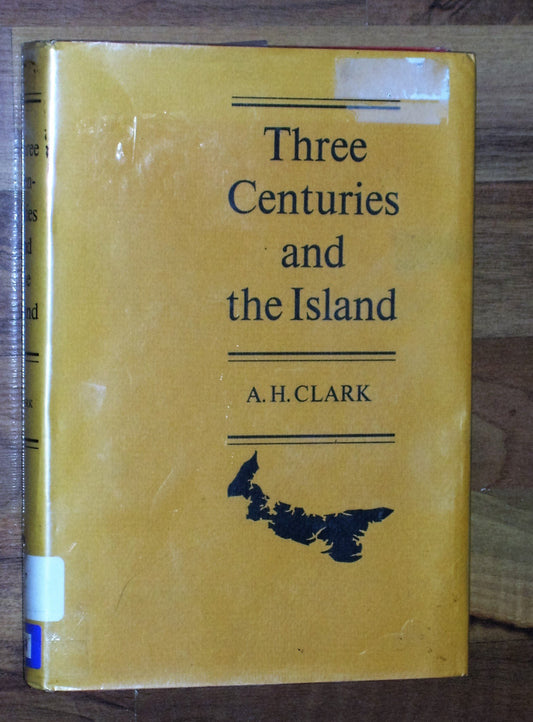 Three
Centuries
and
the Island
A. H. CLARK